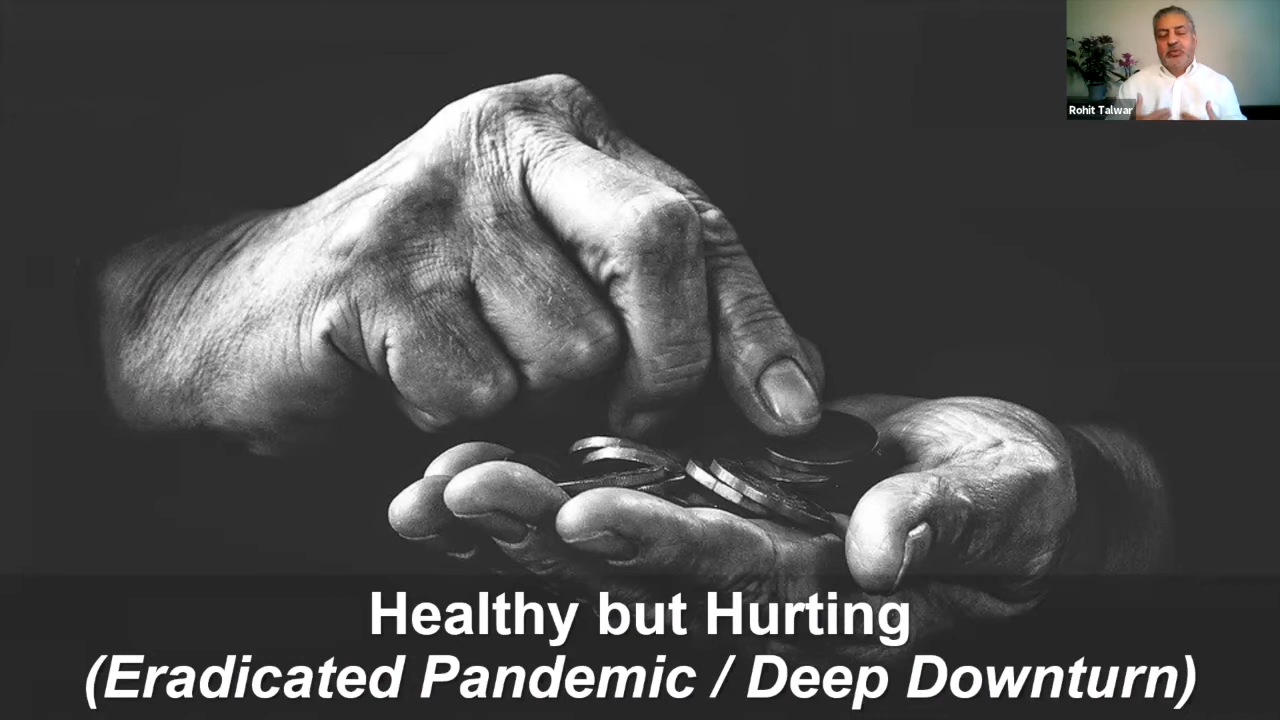 Rohit Talwar
Healthy but Hurting
(Eradicated Pandemic / Deep Downturn)